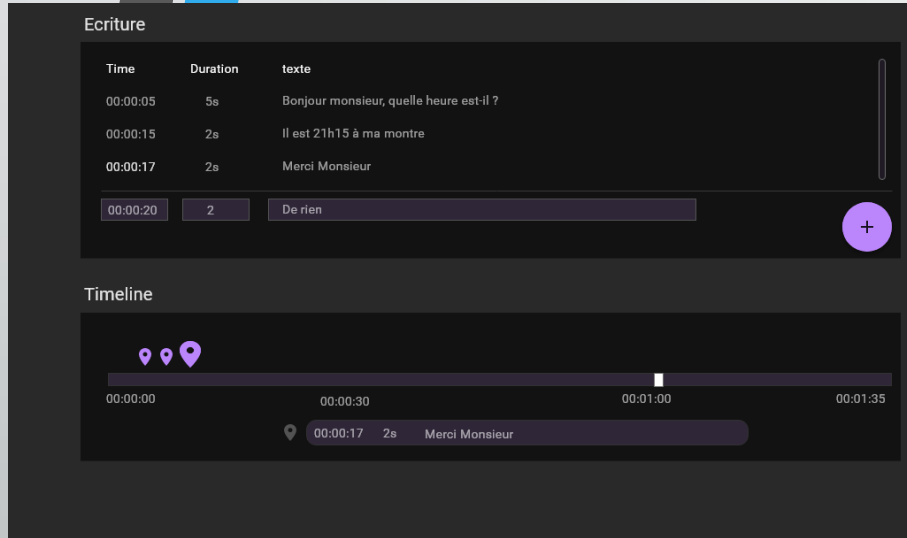 Ecriture
Time Duration texte
00:00:05 5s Bonjour monsieur, quelle heure est-il ?
00:00:15 2s Il est 21h15 à ma montre
00:00:17 2s Merci Monsieur
00:00:20 2 De rien
+
Timeline
00:00:00 00:00:30 00:01:00 00:01:35
00:00:17 2s Merci Monsieur